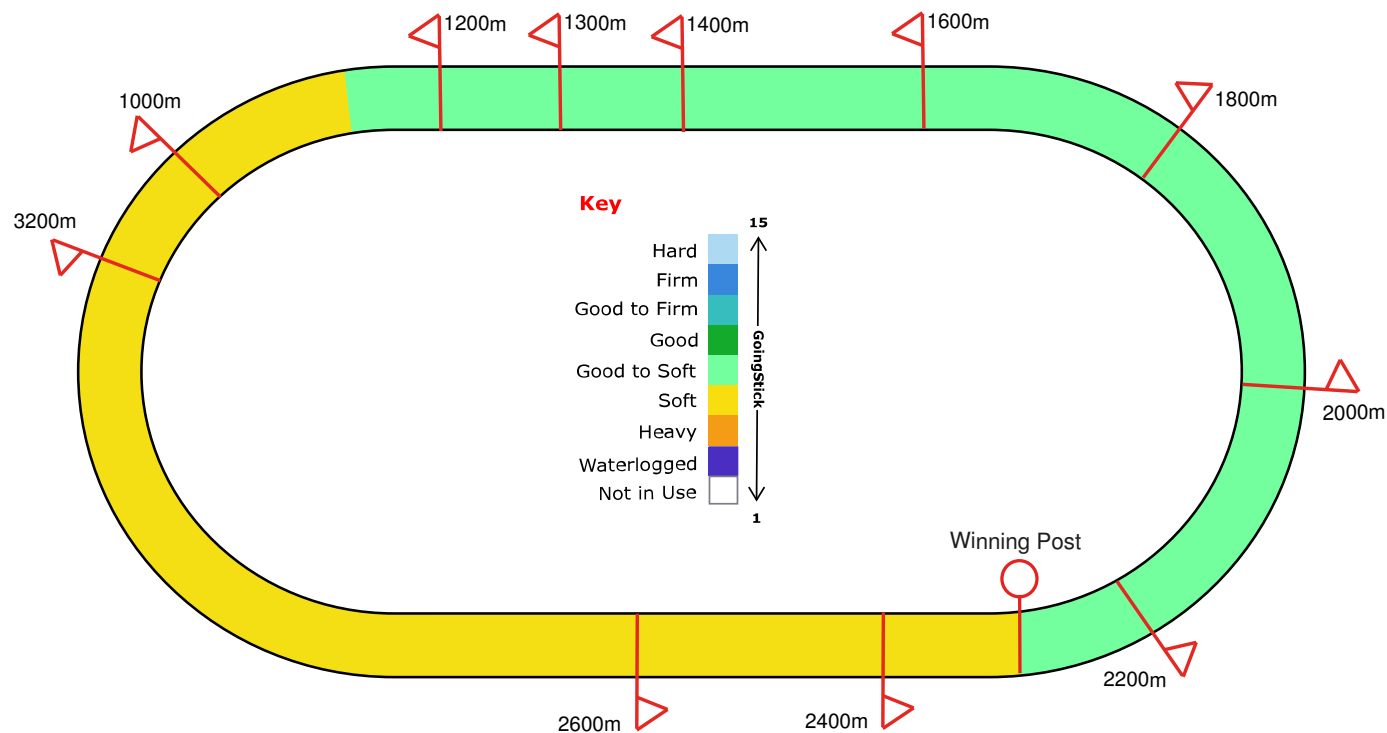 1200m
1300m
1400m
1600m
1000m
1800m
3200m
Key
15
Hard
Firm
Good to Firm
Good
Good to Soft
Soft
Heavy
Waterlogged
Not in Use
GoingStick
1
2000m
Winning Post
2200m
2600m
2400m